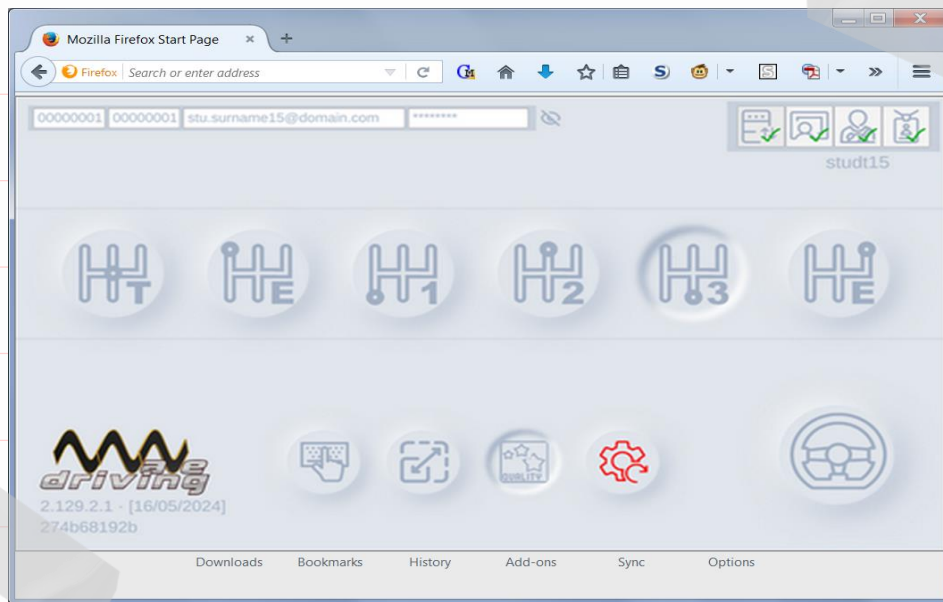 Mozilla Firefox Start Page
Firefox Search or enter address
00000001 00000001 stu.surname15@domain.com ********
studt15
T E 1 2 3 E
driving
QUALITY
2.129.2.1 - [16/05/2024]
274b68192b
Downloads Bookmarks History Add-ons Sync Options